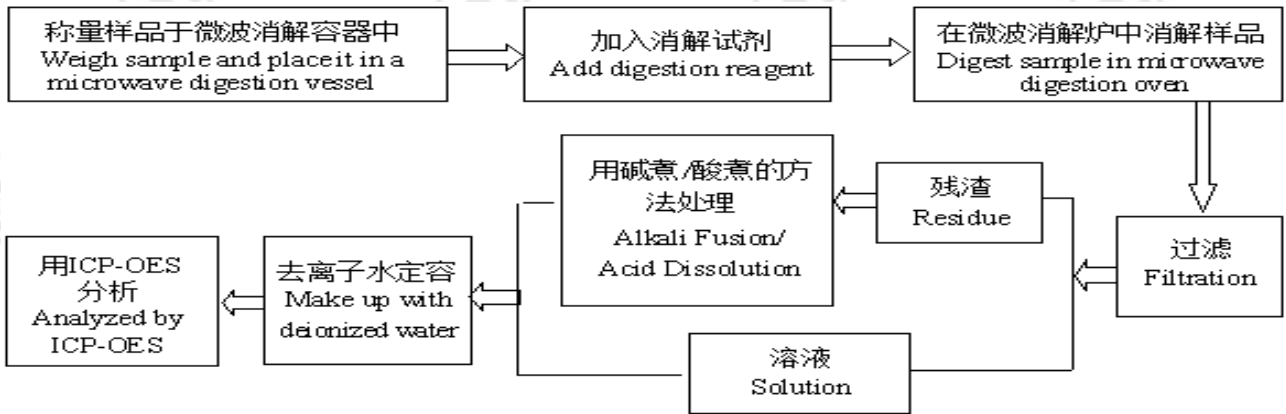 称量样品于微波消解容器中
Weigh sample and place it in a
microwave digestion vessel
加入消解试剂
Add digestion reagent
在微波消解炉中消解样品
Digest sample in microwave
digestion oven
过滤
Filtration
残渣
Residue
用碱煮/酸煮的方
法处理
Alkali Fusion/
Acid Dissolution
溶液
Solution
去离子水定容
Make up with
deionized water
用ICP-OES
分析
Analyzed by
ICP-OES